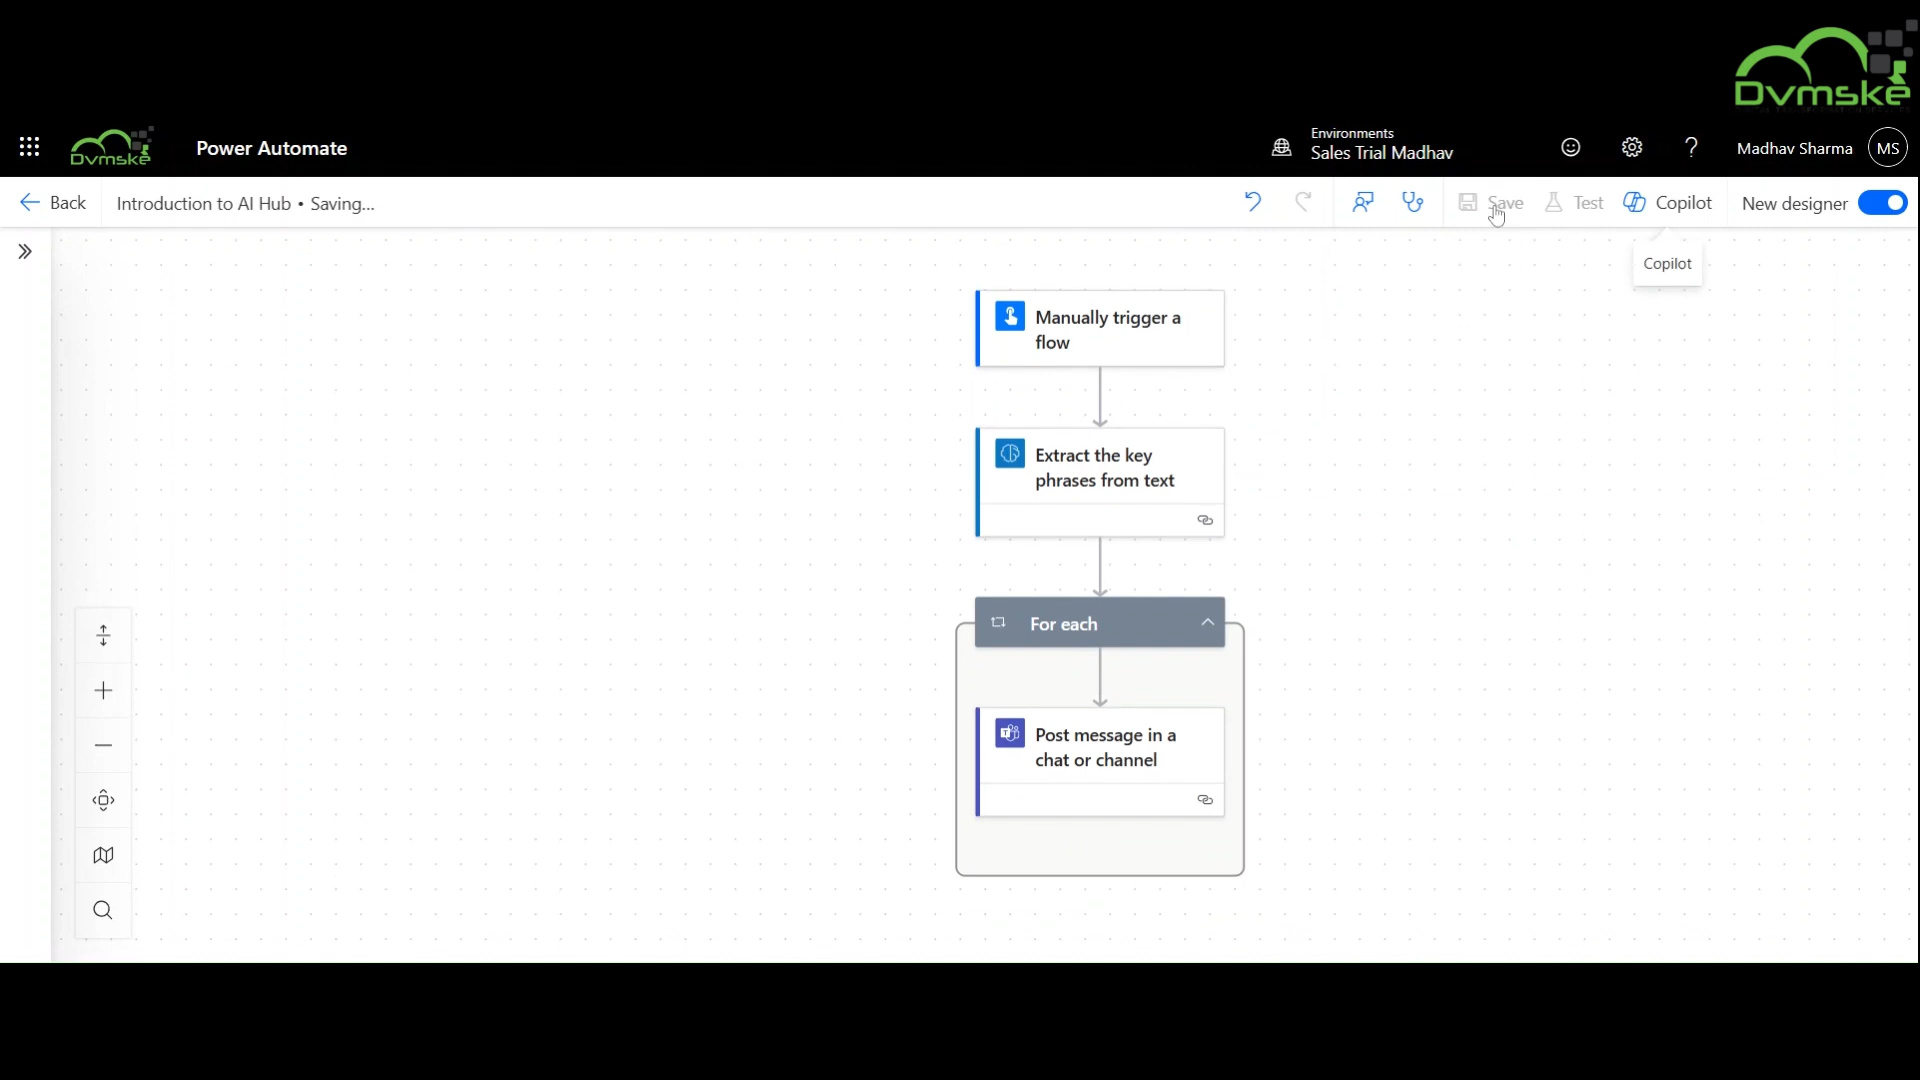 Dvmske
Dvmske
Power Automate
Environments
Sales Trial Madhav
?
Madhav Sharma
MS
Back
Introduction to AI Hub • Saving...
Save
Test
Copilot
New designer
Copilot
Manually trigger a
flow
Extract the key
phrases from text
For each
Post message in a
chat or channel